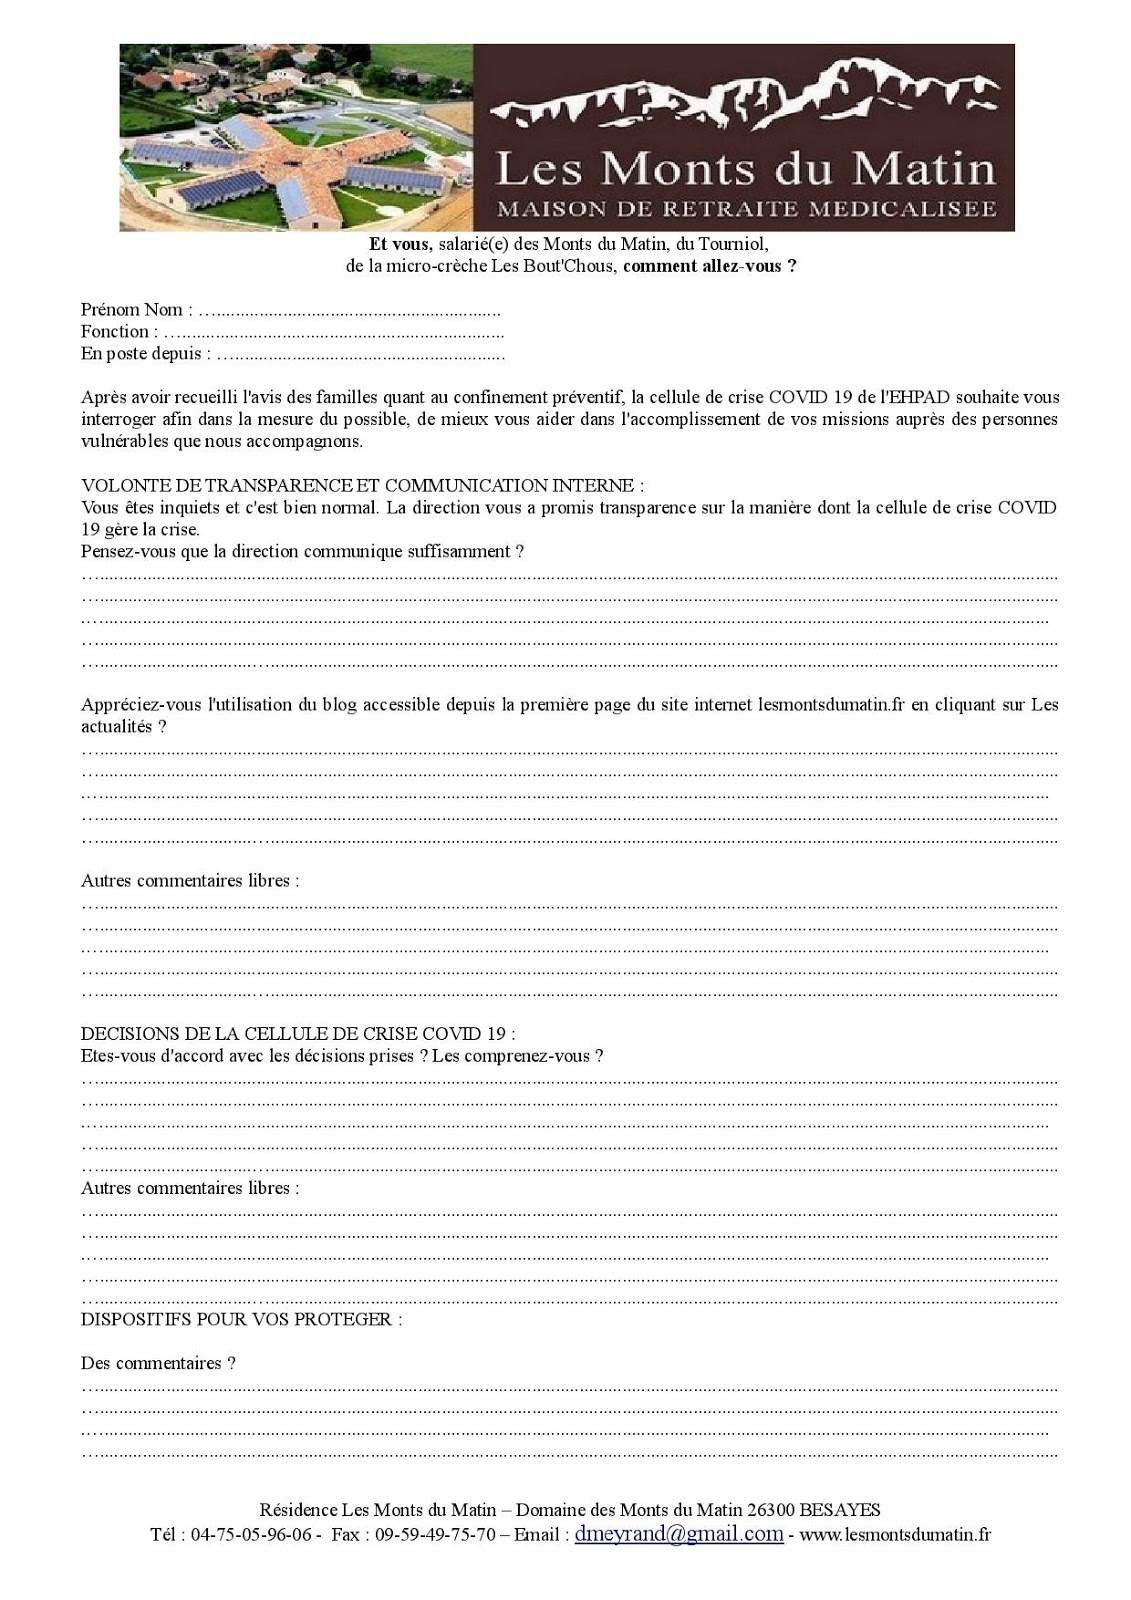 Les Monts du Matin
MAISON DE RETRAITE MEDICALISEE
Et vous, salarié(e) des Monts du Matin, du Tourniol,
de la micro-crèche Les Bout'Chous, comment allez-vous ?
Prénom Nom : …............................................................
Fonction : ….....................................................................
En poste depuis : ….........................................................
Après avoir recueilli l'avis des familles quant au confinement préventif, la cellule de crise COVID 19 de l'EHPAD souhaite vous
interroger afin dans la mesure du possible, de mieux vous aider dans l'accomplissement de vos missions auprès des personnes
vulnérables que nous accompagnons.
VOLONTE DE TRANSPARENCE ET COMMUNICATION INTERNE :
Vous êtes inquiets et c'est bien normal. La direction vous a promis transparence sur la manière dont la cellule de crise COVID
19 gère la crise.
Pensez-vous que la direction communique suffisamment ?
Appréciez-vous l'utilisation du blog accessible depuis la première page du site internet lesmontsdumatin.fr en cliquant sur Les
actualités ?
Autres commentaires libres :
DECISIONS DE LA CELLULE DE CRISE COVID 19 :
Etes-vous d'accord avec les décisions prises ? Les comprenez-vous ?
Autres commentaires libres :
DISPOSITIFS POUR VOS PROTEGER :
Des commentaires ?
Résidence Les Monts du Matin – Domaine des Monts du Matin 26300 BESAYES
Tél : 04-75-05-96-06 - Fax : 09-59-49-75-70 – Email : dmeyrand@gmail.com - www.lesmontsdumatin.fr